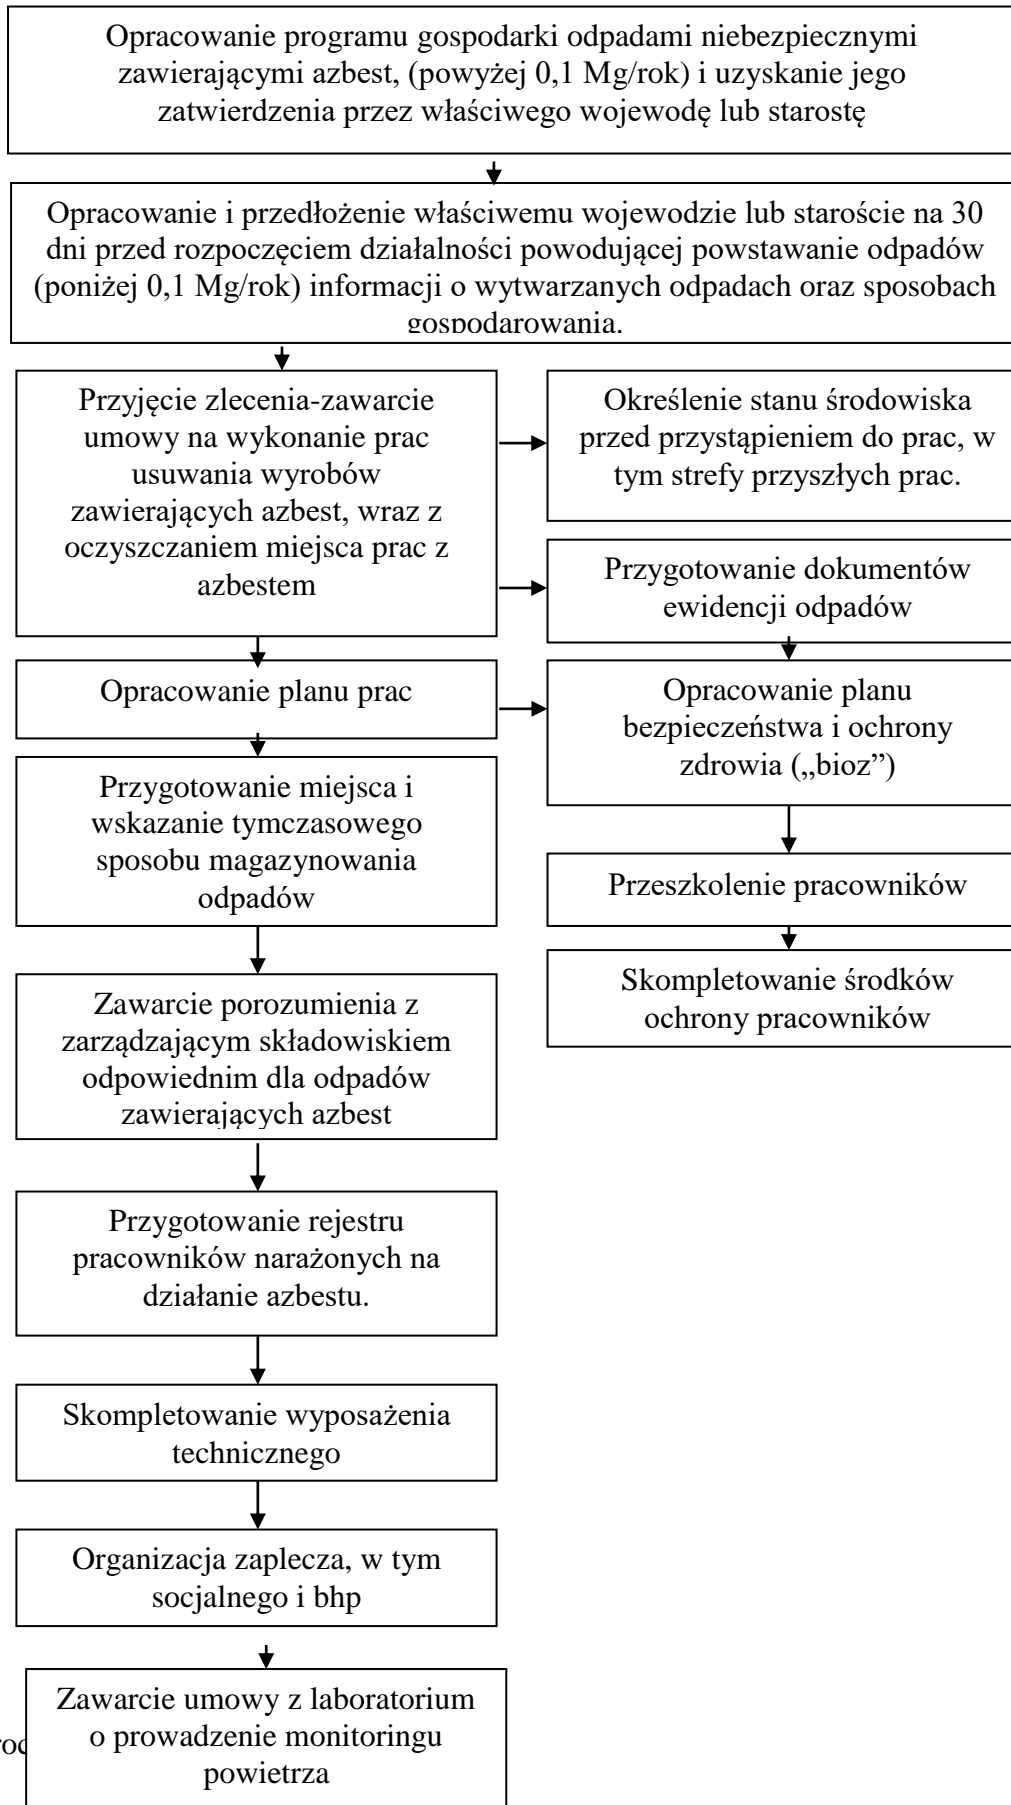 Opracowanie programu gospodarki odpadami niebezpiecznymi
zawierającymi azbest, (powyżej 0,1 Mg/rok) i uzyskanie jego
zatwierdzenia przez właściwego wojewodę lub starostę
Opracowanie i przedłożenie właściwemu wojewodzie lub staroście na 30
dni przed rozpoczęciem działalności powodującej powstawanie odpadów
(poniżej 0,1 Mg/rok) informacji o wytwarzanych odpadach oraz sposobach
gospodarowania.
Przyjęcie zlecenia-zawarcie
umowy na wykonanie prac
usuwania wyrobów
zawierających azbest, wraz z
oczyszczaniem miejsca prac z
azbestem
Określenie stanu środowiska
przed przystąpieniem do prac, w
tym strefy przyszłych prac.
Przygotowanie dokumentów
ewidencji odpadów
Opracowanie planu prac
Opracowanie planu
bezpieczeństwa i ochrony
zdrowia („bioz”)
Przygotowanie miejsca i
wskazanie tymczasowego
sposobu magazynowania
odpadów
Przeszkolenie pracowników
Skompletowanie środków
ochrony pracowników
Zawarcie porozumienia z
zarządzającym składowiskiem
odpowiednim dla odpadów
zawierających azbest
Przygotowanie rejestru
pracowników narażonych na
działanie azbestu.
Skompletowanie wyposażenia
technicznego
Organizacja zaplecza, w tym
socjalnego i bhp
Zawarcie umowy z laboratorium
o prowadzenie monitoringu
powietrza